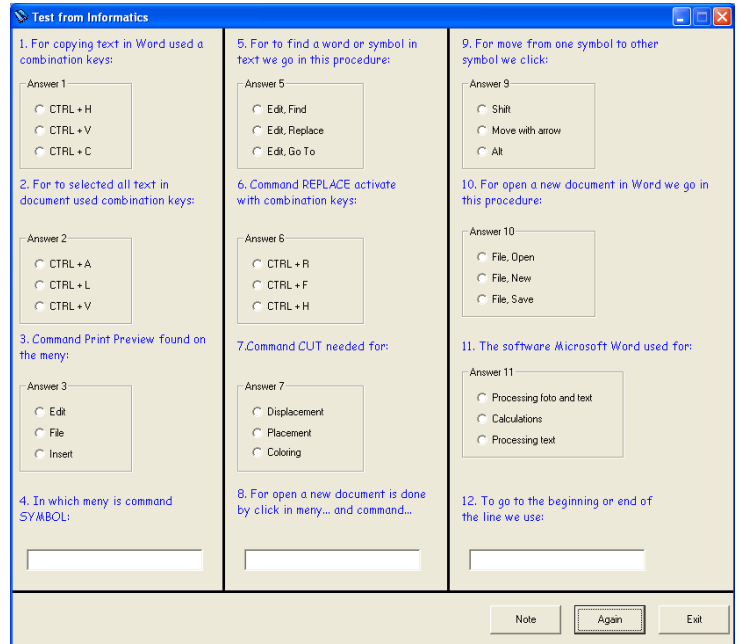 Test from Informatics
1. For copying text in Word used a
combination keys:
Answer 1
CTRL + H
CTRL + V
CTRL + C
2. For to selected all text in
document used combination keys:
Answer 2
CTRL + A
CTRL + L
CTRL + V
3. Command Print Preview found on
the meny:
Answer 3
Edit
File
Insert
4. In which meny is command
SYMBOL:
5. For to find a word or symbol in
text we go in this procedure:
Answer 5
Edit, Find
Edit, Replace
Edit, Go To
6. Command REPLACE activate
with combination keys:
Answer 6
CTRL + R
CTRL + F
CTRL + H
7.Command CUT needed for:
Answer 7
Displacement
Placement
Coloring
8. For open a new document is done
by click in meny... and command...
9. For move from one symbol to other
symbol we click:
Answer 9
Shift
Move with arrow
Alt
10. For open a new document in Word we go in
this procedure:
Answer 10
File, Open
File, New
File, Save
11. The software Microsoft Word used for:
Answer 11
Processing foto and text
Calculations
Processing text
12. To go to the beginning or end of
the line we use:
Note
Again
Exit